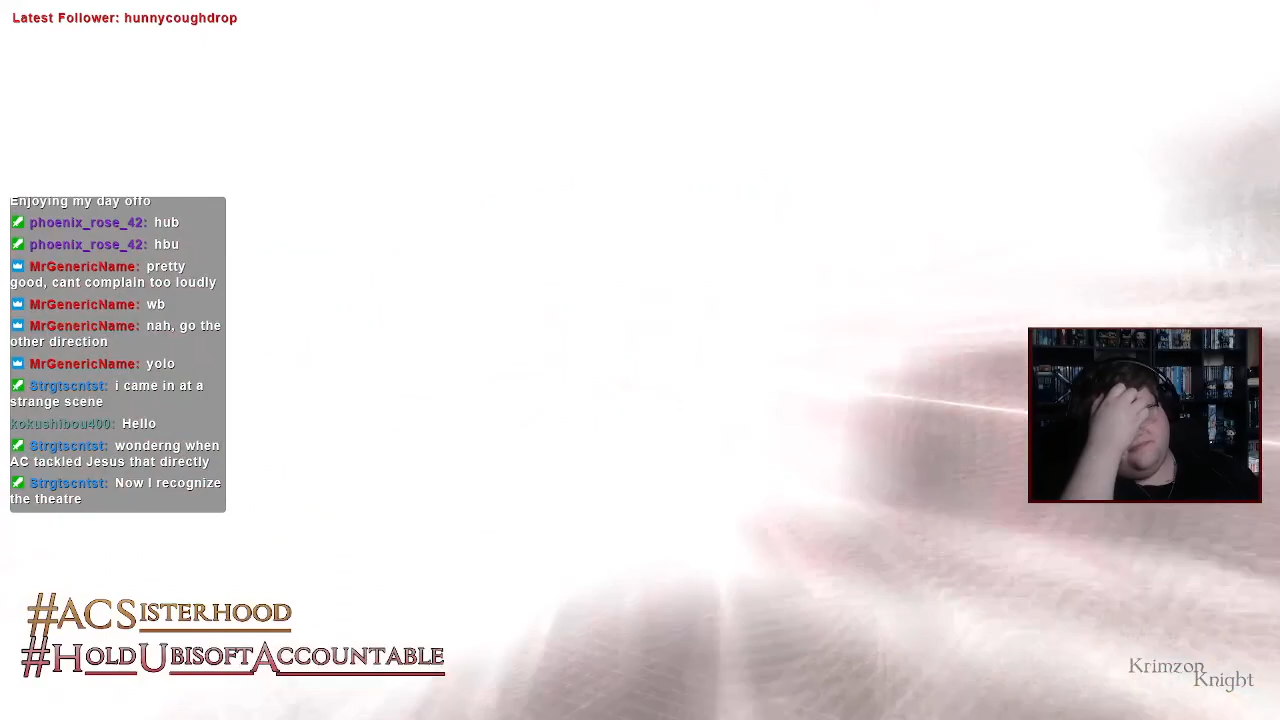 Latest Follower: hunnycoughdrop
Enjoying my day offo
phoenix_rose_42: hub
phoenix_rose_42: hbu
MrGenericName: pretty
good, cant complain too loudly
MrGenericName: wb
MrGenericName: nah, go the
other direction
MrGenericName: yolo
Strgtscntst: i came in at a
strange scene
kokushibou400: Hello
Strgtscntst: wonderng when
AC tackled Jesus that directly
Strgtscntst: Now I recognize
the theatre
#ACSisterhood
#HoldUbisoftAccountable
Krimzon
Knight